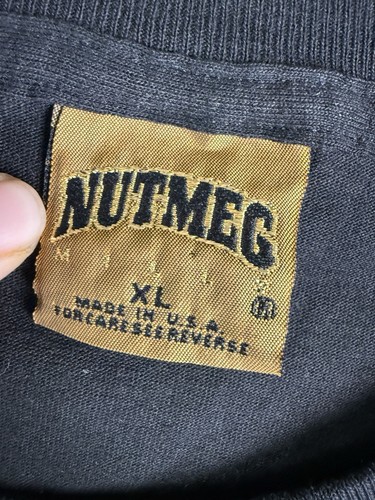 NUTMEG
MILLS
XL
MADE IN U.S.A.
FOR CARE SEE REVERSE